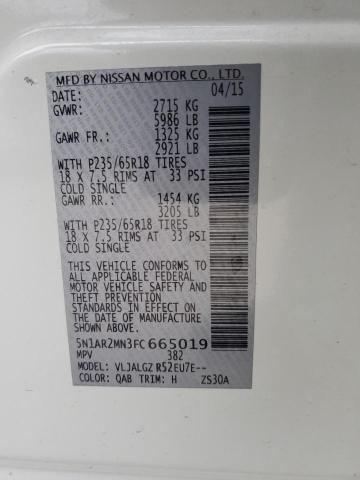 MFD BY NISSAN MOTOR CO., LTD.
DATE: 04/15
GVWR: 2715 KG
5986 LB
GAWR FR.: 1325 KG
2921 LB
WITH P235/65R18 TIRES
18 X 7.5 RIMS AT 33 PSI
COLD SINGLE
GAWR RR.: 1454 KG
3205 LB
WITH P235/65R18 TIRES
18 X 7.5 RIMS AT 33 PSI
COLD SINGLE
THIS VEHICLE CONFORMS TO
ALL APPLICABLE FEDERAL
MOTOR VEHICLE SAFETY AND
AND THEFT PREVENTION
STANDARDS IN EFFECT ON
THE DATE OF MANUFACTURE
SHOWN ABOVE.
5N1AR2MN3FC665019
MPV 382
MODEL: VLJALGZ R52EU7E--
COLOR: QAB TRIM: H ZS30A